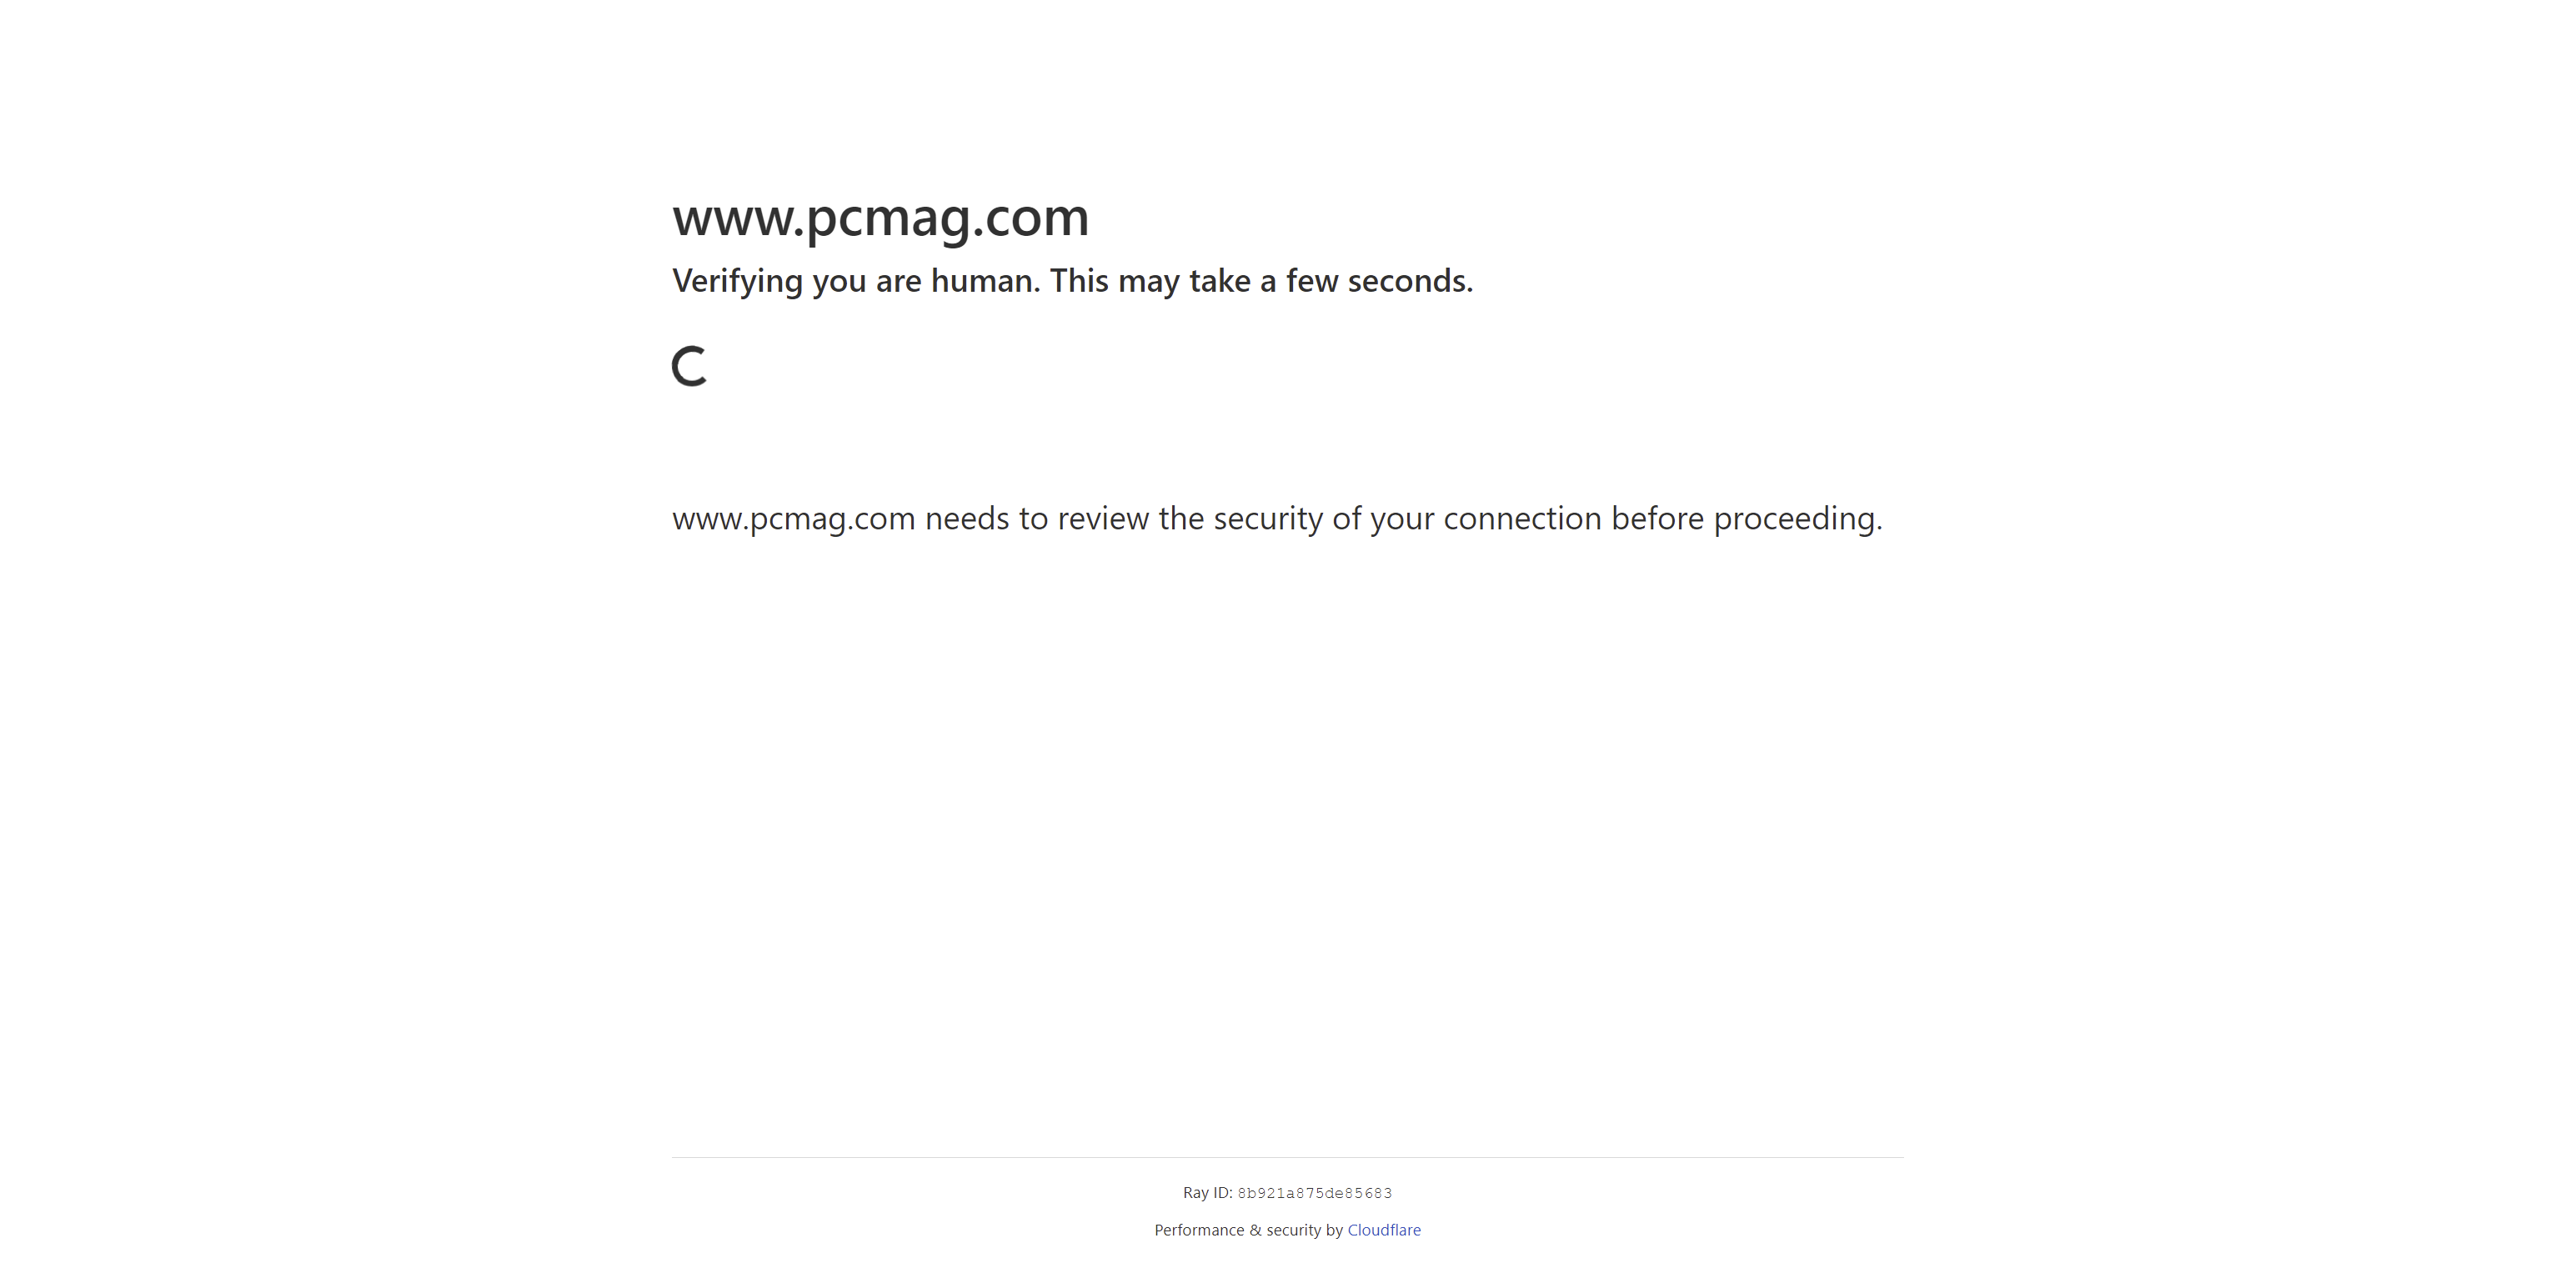 www.pcmag.com
Verifying you are human. This may take a few seconds.
www.pcmag.com needs to review the security of your connection before proceeding.
Ray ID: 8b921a875de85683
Performance & security by Cloudflare